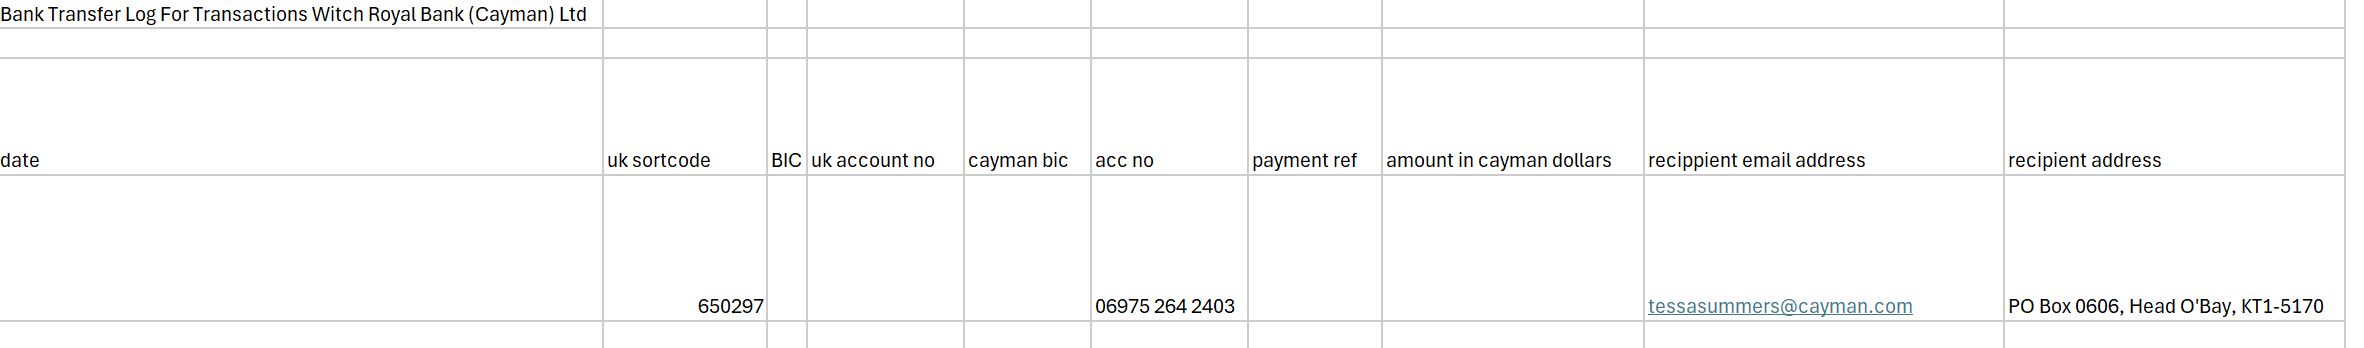 Bank Transfer Log For Transactions Witch Royal Bank (Cayman) Ltd
date uk sortcode BIC uk account no cayman bic acc no payment ref amount in cayman dollars recippient email address recipient address
650297 06975 264 2403 tessasummers@cayman.com PO Box 0606, Head O'Bay, KT1-5170